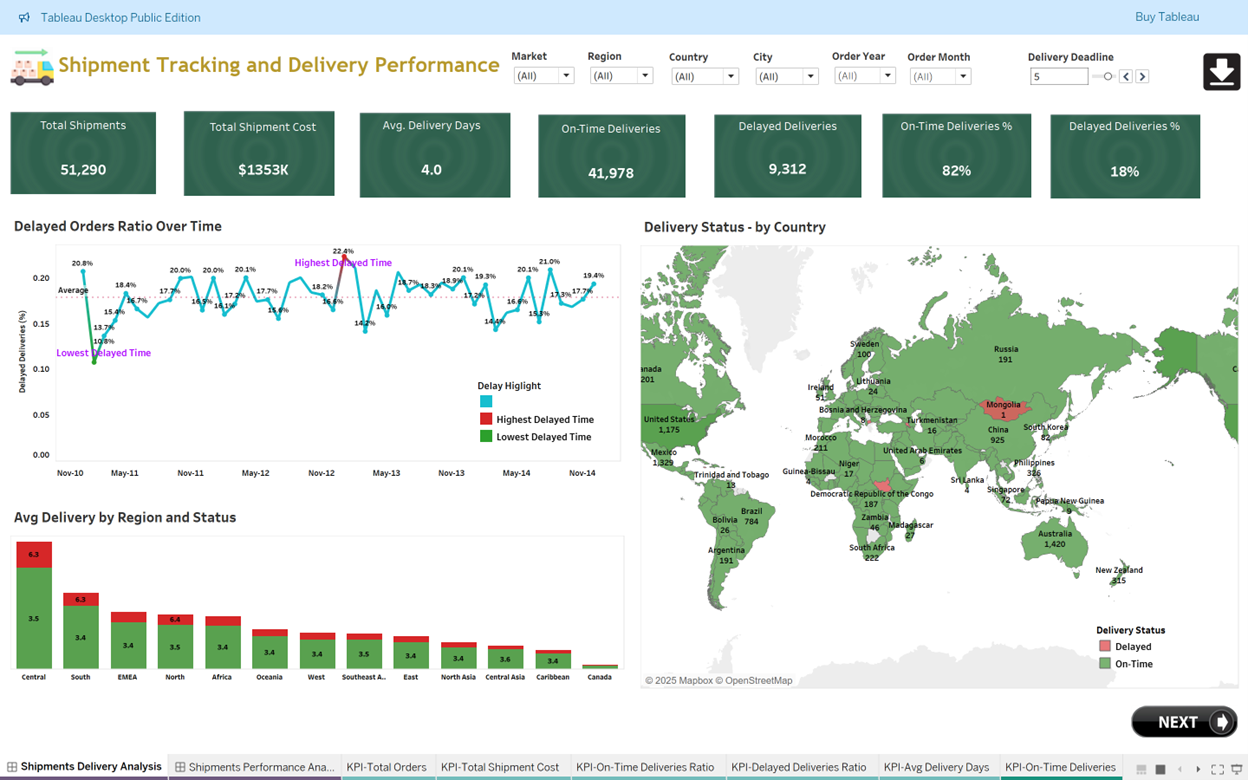 Tableau Desktop Public Edition
Buy Tableau
Shipment Tracking and Delivery Performance
Market
(All)
Region
(All)
Country
(All)
City
(All)
Order Year
(All)
Order Month
(All)
Delivery Deadline
5
Total Shipments
51,290
Total Shipment Cost
$1353K
Avg. Delivery Days
4.0
On-Time Deliveries
41,978
Delayed Deliveries
9,312
On-Time Deliveries %
82%
Delayed Deliveries %
18%
Delayed Orders Ratio Over Time
Delayed Deliveries (%)
0.20
0.15
0.10
0.05
0.00
Average
20.8%
Lowest Delayed Time
10.8%
13.7%
15.4%
18.4%
16.7%
17.7%
20.0%
16.5%
20.0%
16.1%
17.2%
20.1%
17.7%
15.6%
18.2%
16.6%
22.4%
Highest Delayed Time
14.2%
16.0%
18.7%
18.3%
18.9%
20.1%
17.2%
19.3%
14.4%
16.6%
20.1%
15.3%
21.0%
17.3%
17.7%
19.4%
Delay Higlight
Highest Delayed Time
Lowest Delayed Time
Nov-10
May-11
Nov-11
May-12
Nov-12
May-13
Nov-13
May-14
Nov-14
Avg Delivery by Region and Status
6.3
3.5
6.3
3.4
3.4
6.4
3.5
3.4
3.4
3.4
3.5
3.4
3.4
3.6
3.4
Central
South
EMEA
North
Africa
Oceania
West
Southeast A..
East
North Asia
Central Asia
Caribbean
Canada
Delivery Status - by Country
anada
201
United States
1,175
Mexico
1,329
Trinidad and Tobago
13
Brazil
784
Bolivia
26
Argentina
191
Sweden
100
Lithuania
24
Ireland
51
Bosnia and Herzegovina
8
Morocco
211
Guinea-Bissau
4
Niger
17
Democratic Republic of the Congo
187
Zambia
46
Madagascar
27
South Africa
222
Russia
191
Mongolia
1
Turkmenistan
16
China
925
South Korea
82
United Arab Emirates
6
Sri Lanka
4
Philippines
326
Singapore
72
Papua New Guinea
9
Australia
1,420
New Zealand
315
C
Delivery Status
Delayed
On-Time
© 2025 Mapbox © OpenStreetMap
NEXT
Shipments Delivery Analysis
Shipments Performance Ana...
KPI-Total Orders
KPI-Total Shipment Cost
KPI-On-Time Deliveries Ratio
KPI-Delayed Deliveries Ratio
KPI-Avg Delivery Days
KPI-On-Time Deliveries